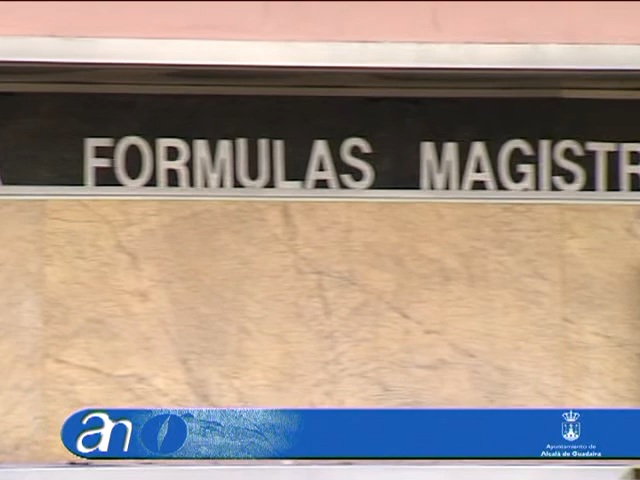 FORMULAS MAGISTR
an
Ayuntamiento de
Alcalá de Guadaíra